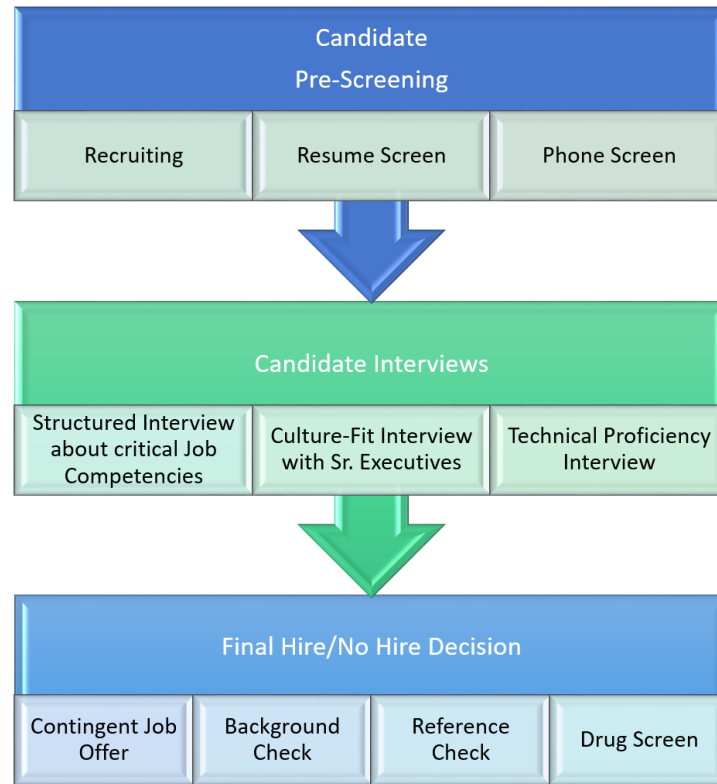 Candidate
Pre-Screening
Recruiting
Resume Screen
Phone Screen
Candidate Interviews
Structured Interview
about critical Job
Competencies
Culture-Fit Interview
with Sr. Executives
Technical Proficiency
Interview
Final Hire/No Hire Decision
Contingent Job
Offer
Background
Check
Reference
Check
Drug Screen